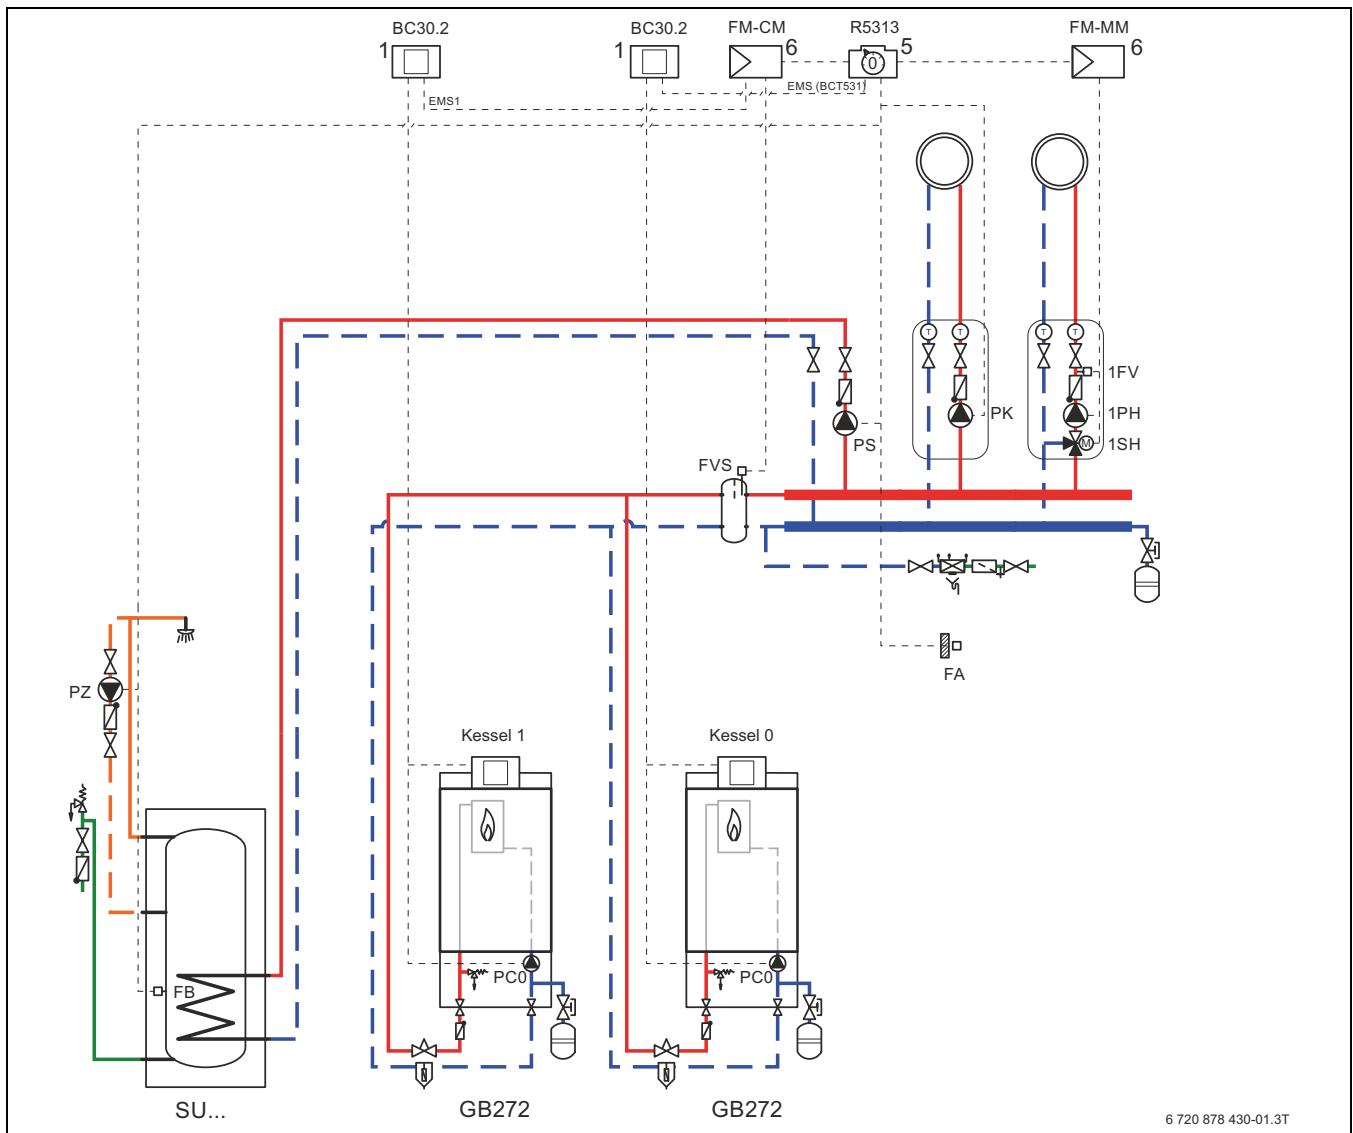 BC30.2
BC30.2
FM-CM
R5313
FM-MM
1
1
6
5
6
0
EMS (BCT531)
EMS1
T
T
T
T
1FV
PK
1PH
PS
M
1SH
FVS
FA
PZ
Kessel 1
Kessel 0
PC0
PC0
FB
SU...
GB272
GB272
6 720 878 430-01.3T